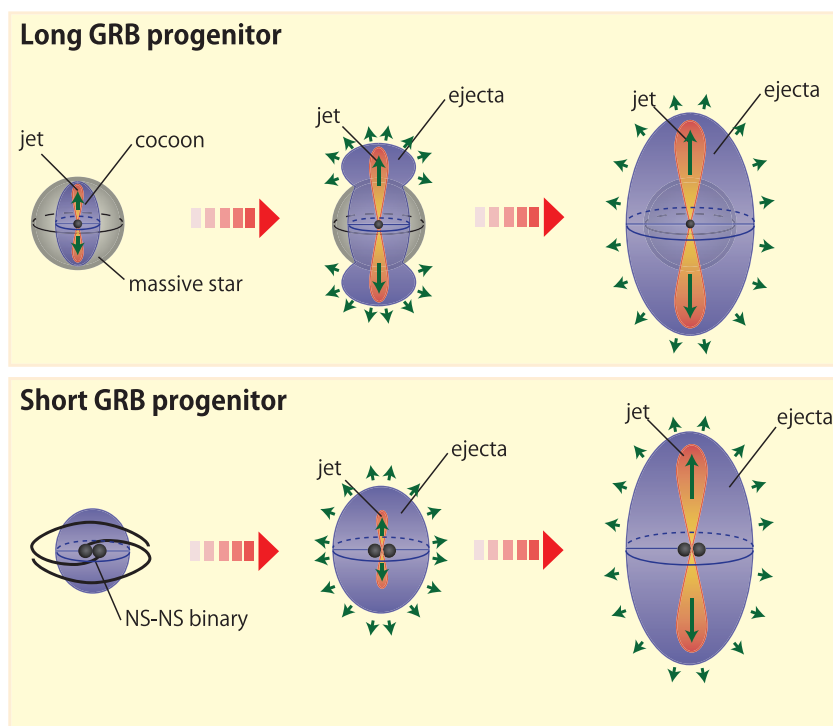 Long GRB progenitor
jet
cocoon
massive star
jet
ejecta
jet
ejecta
Short GRB progenitor
NS-NS binary
jet
ejecta
jet
ejecta